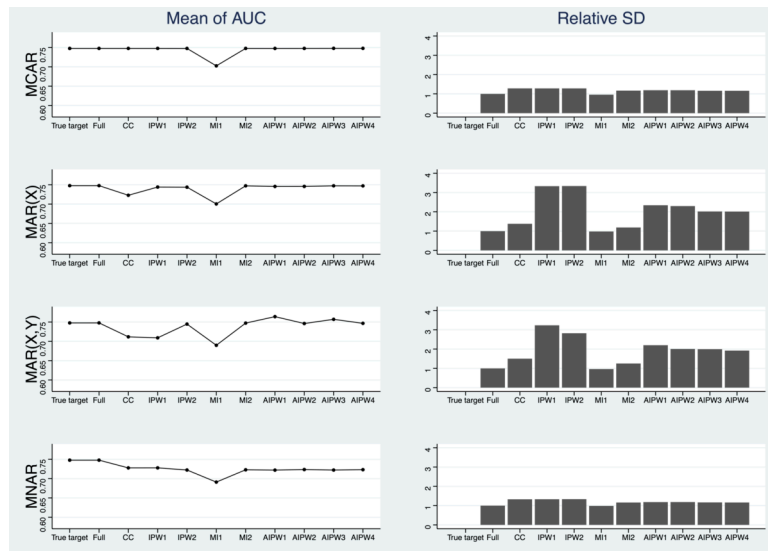 Mean of AUC Relative SD
MCAR
0.60 0.65 0.70 0.75
True target Full CC IPW1 IPW2 MI1 MI2 AIPW1 AIPW2 AIPW3 AIPW4
0 1 2 3 4
True target Full CC IPW1 IPW2 MI1 MI2 AIPW1 AIPW2 AIPW3 AIPW4
MAR(X)
0.60 0.65 0.70 0.75
True target Full CC IPW1 IPW2 MI1 MI2 AIPW1 AIPW2 AIPW3 AIPW4
0 1 2 3 4
True target Full CC IPW1 IPW2 MI1 MI2 AIPW1 AIPW2 AIPW3 AIPW4
MAR(X,Y)
0.60 0.65 0.70 0.75
True target Full CC IPW1 IPW2 MI1 MI2 AIPW1 AIPW2 AIPW3 AIPW4
0 1 2 3 4
True target Full CC IPW1 IPW2 MI1 MI2 AIPW1 AIPW2 AIPW3 AIPW4
MNAR
0.60 0.65 0.70 0.75
True target Full CC IPW1 IPW2 MI1 MI2 AIPW1 AIPW2 AIPW3 AIPW4
0 1 2 3 4
True target Full CC IPW1 IPW2 MI1 MI2 AIPW1 AIPW2 AIPW3 AIPW4